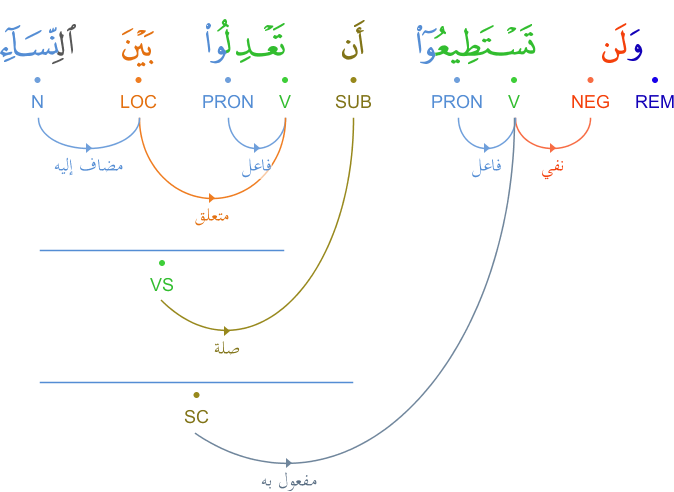 وَلَن تَسْتَطِيعُوٓا۟ أَن تَعْدِلُوا۟ بَيْنَ ٱلنِّسَآءِ
REM NEG V PRON SUB V PRON LOC N
نفي فاعل فاعل مضاف إليه
متعلق
VS
صلة
SC
مفعول به